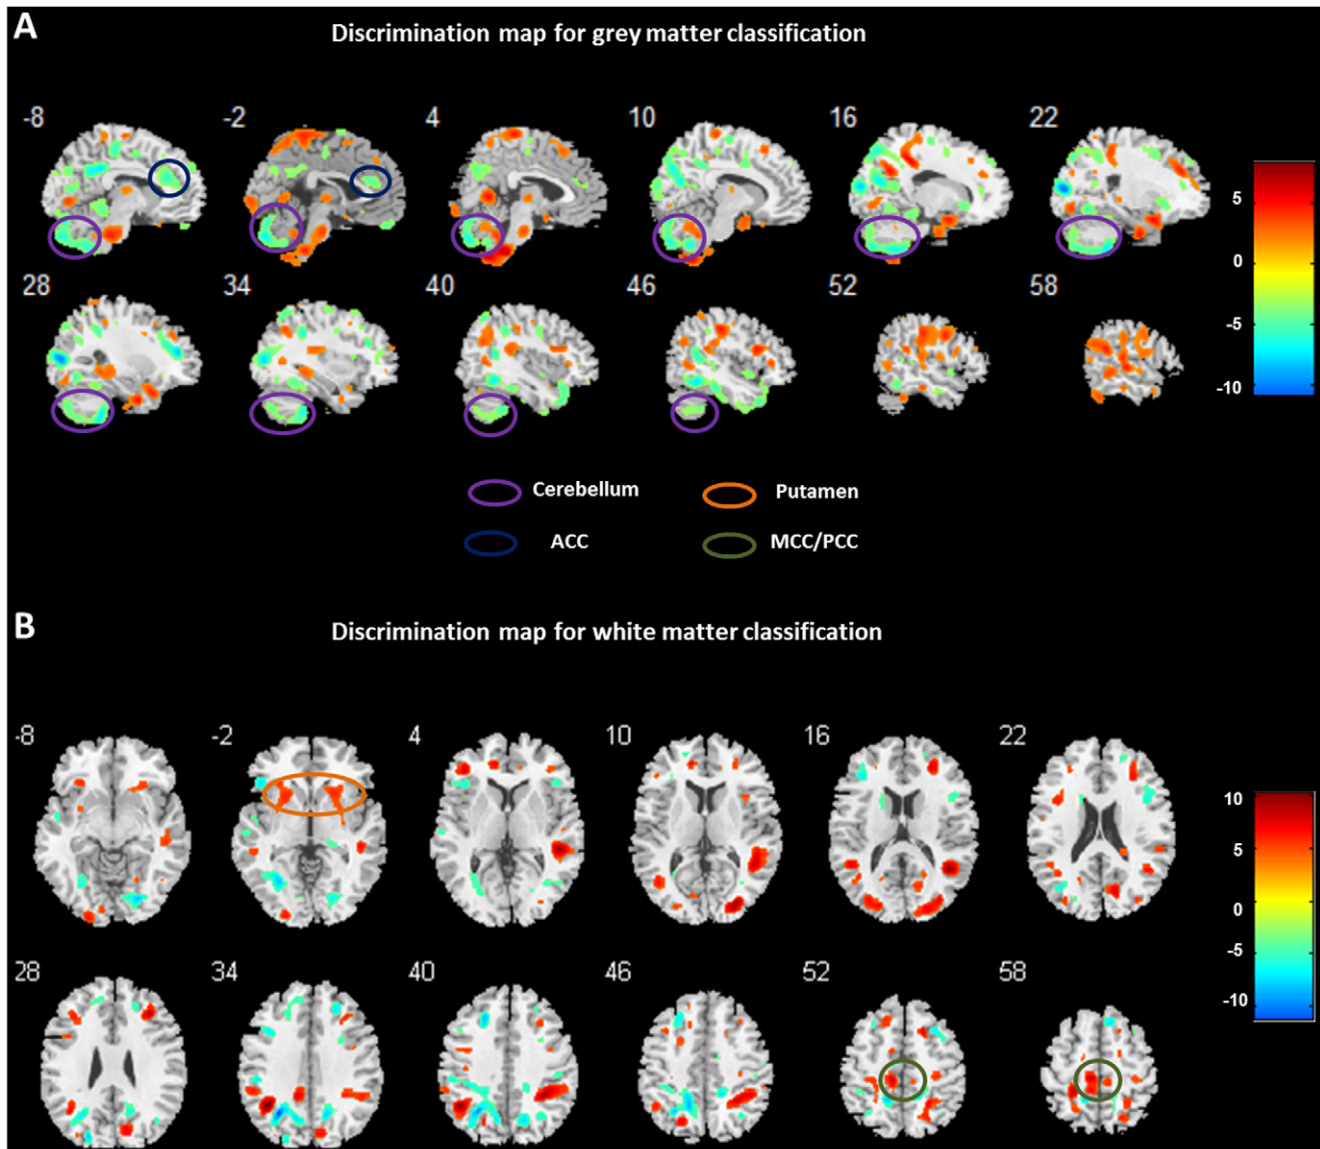 A
Discrimination map for grey matter classification
-8 -2 4 10 16 22
5
0
-5
-10
28 34 40 46 52 58
Cerebellum Putamen
ACC MCC/PCC
B
Discrimination map for white matter classification
-8 -2 4 10 16 22
10
5
0
-5
-10
28 34 40 46 52 58